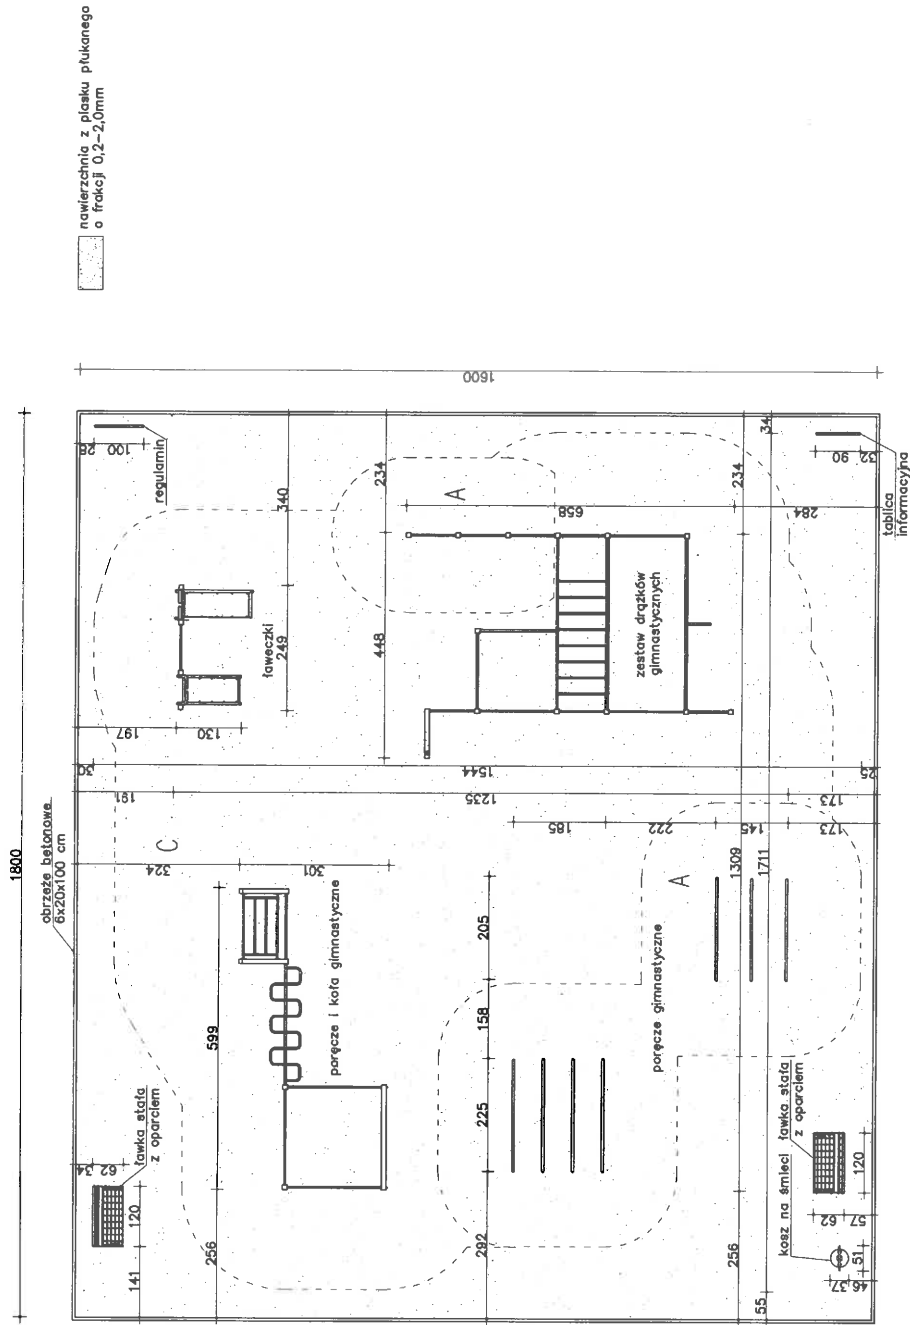 nawierzchnia z piasku płukanego
o frakcji 0,2-2,0mm
1800
1600
obrzeże betonowe
6x20x100 cm
28
100
regulamin
340
234
A
658
234
34
284
90
32
tablica
informacyjna
ławeczki
249
448
zestaw drążków
gimnastycznych
197
130
30
1544
25
191
1235
173
185
222
145
173
C
324
301
1309
1711
A
poręcze i koła gimnastyczne
599
205
158
225
292
poręcze gimnastyczne
ławka stała
z oparciem
34
62
120
141
256
256
55
kosz na śmieci
ławka stała
z oparciem
120
62
57
51
46
37